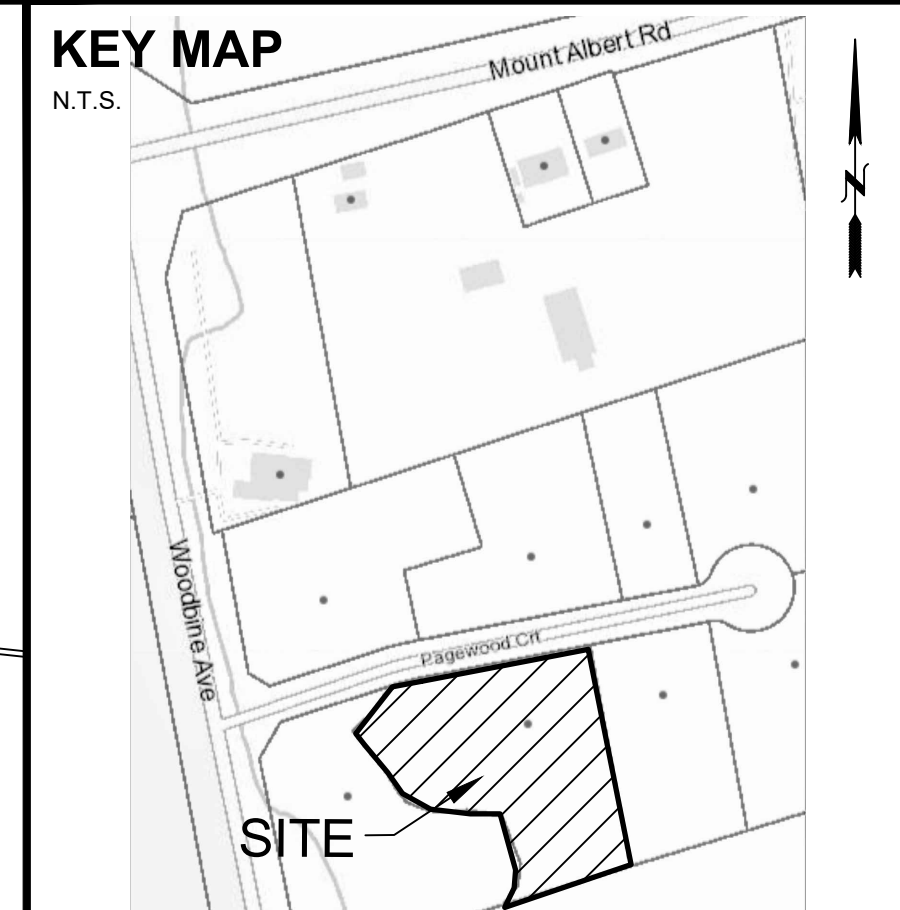 KEY MAP
N.T.S.
Mount Albert Rd
N
Woodbine Ave
Pagewood Crt
SITE